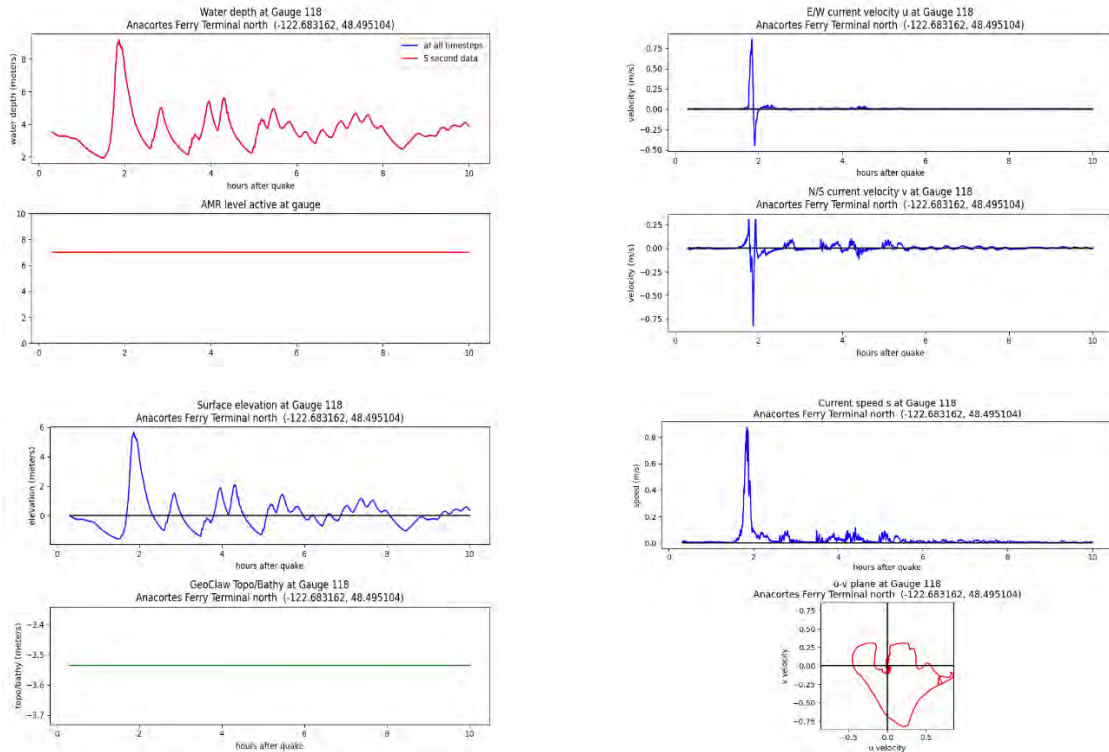 Water depth at Gauge 118
Anacortes Ferry Terminal north (-122.683162, 48.495104)
at all timesteps
5 second data
water depth (meters)
8
6
4
2
0 2 4 6 8 10
hours after quake
AMR level active at gauge
10
8
6
4
2
0
0 2 4 6 8 10
hours after quake
Surface elevation at Gauge 118
Anacortes Ferry Terminal north (-122.683162, 48.495104)
elevation (meters)
6
4
2
0
0 2 4 6 8 10
hours after quake
GeoClaw Topo/Bathy at Gauge 118
Anacortes Ferry Terminal north (-122.683162, 48.495104)
topo/bathy (meters)
−3.4
−3.5
−3.6
−3.7
0 2 4 6 8 10
hours after quake
E/W current velocity u at Gauge 118
Anacortes Ferry Terminal north (-122.683162, 48.495104)
velocity (m/s)
0.75
0.50
0.25
0.00
−0.25
−0.50
0 2 4 6 8 10
hours after quake
N/S current velocity v at Gauge 118
Anacortes Ferry Terminal north (-122.683162, 48.495104)
velocity (m/s)
0.25
0.00
−0.25
−0.50
−0.75
0 2 4 6 8 10
hours after quake
Current speed s at Gauge 118
Anacortes Ferry Terminal north (-122.683162, 48.495104)
speed (m/s)
0.8
0.6
0.4
0.2
0.0
0 2 4 6 8 10
hours after quake
u-v plane at Gauge 118
Anacortes Ferry Terminal north (-122.683162, 48.495104)
v velocity
0.75
0.50
0.25
0.00
−0.25
−0.50
−0.75
−0.5 0.0 0.5
u velocity